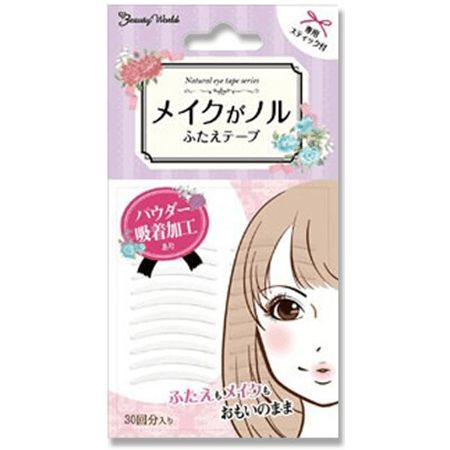 Beauty World
専用
スティック付
Natural eye tape series
メイクがノル
ふたえテープ
パウダー
吸着加工
あり
ふたえもメイクも
おもいのまま
30回分入り